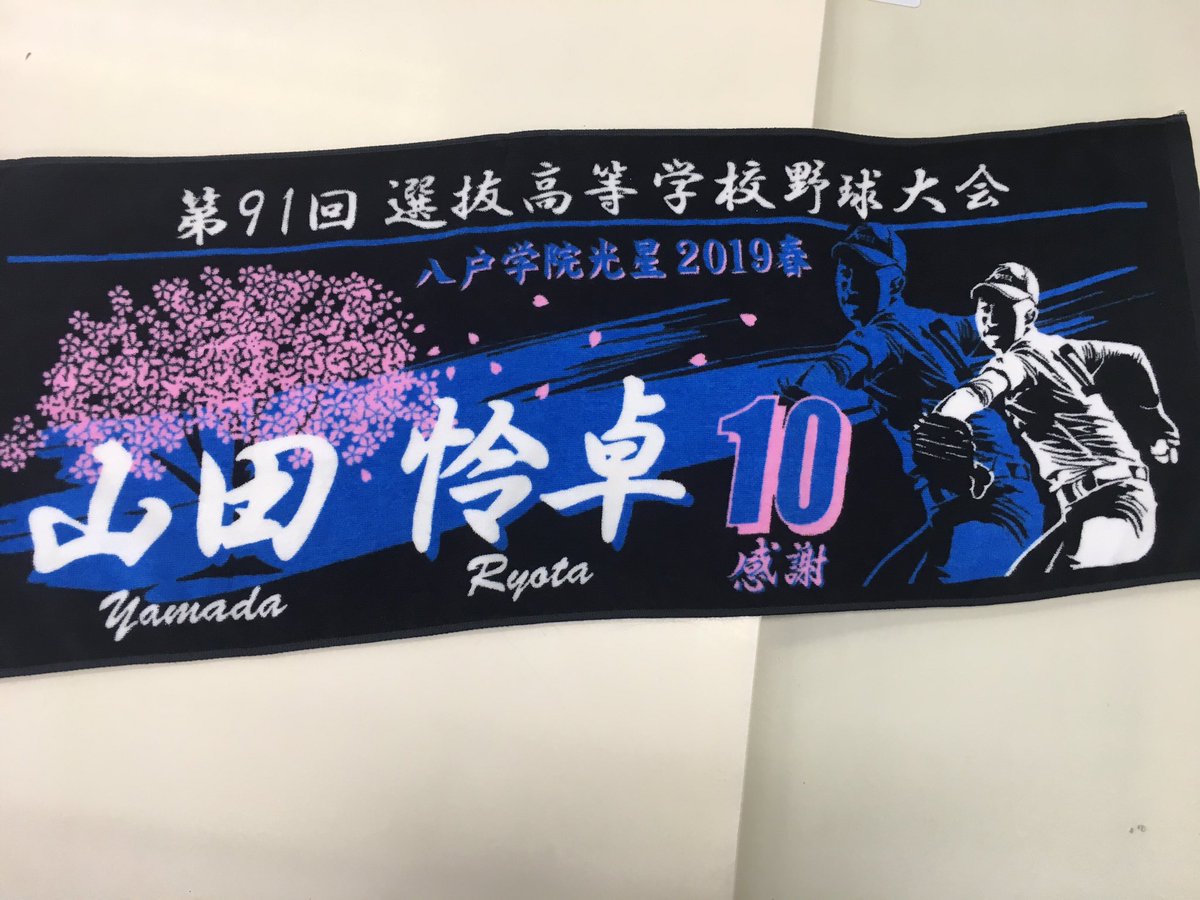 第91回 選抜高等学校野球大会
八戸学院光星 2019春
山田 怜卓 10
Yamada Ryota
感謝